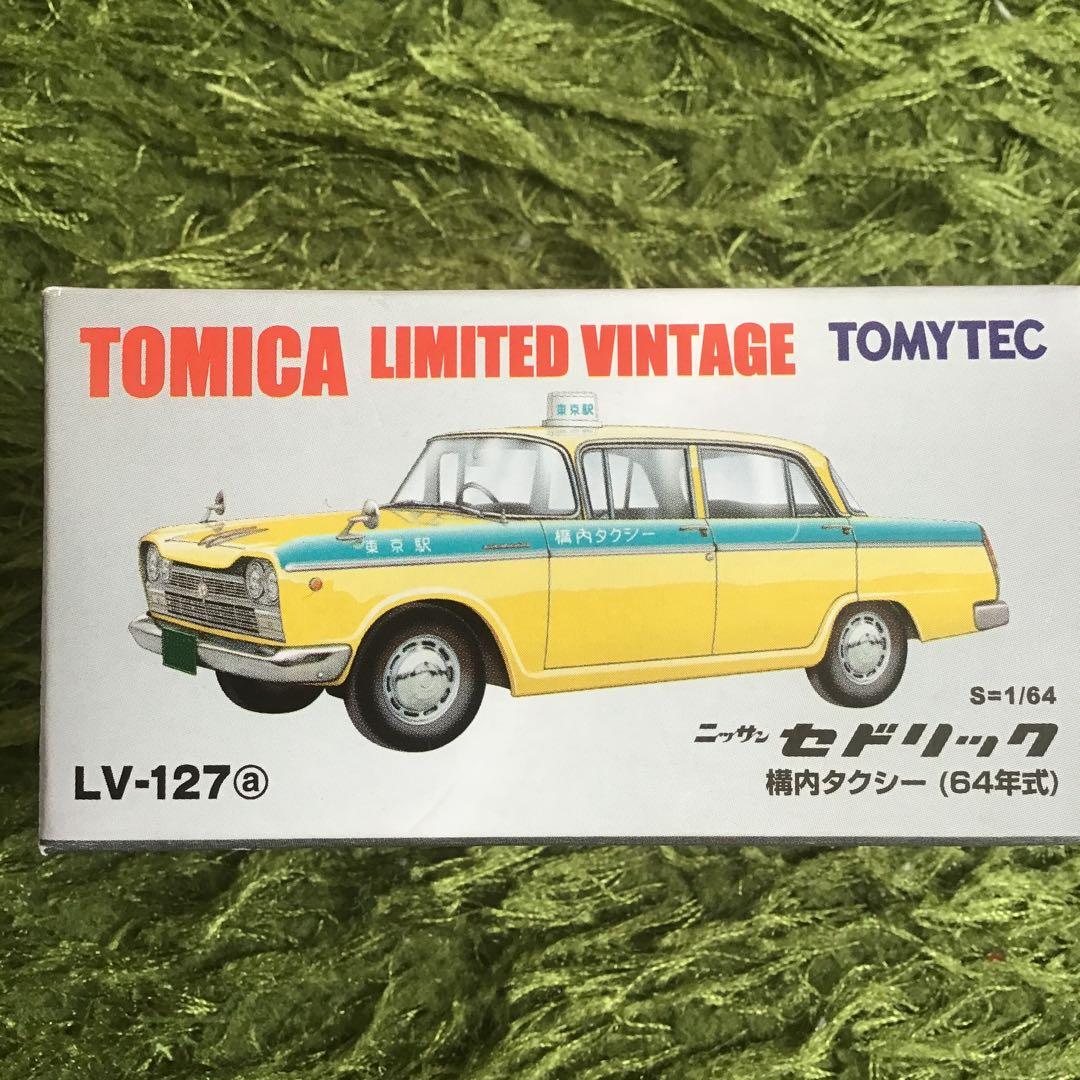 TOMICA LIMITED VINTAGE TOMYTEC
東京駅
東京駅 構内タクシー
S=1/64
ニッサン セドリック
LV-127ⓐ 構内タクシー (64年式)